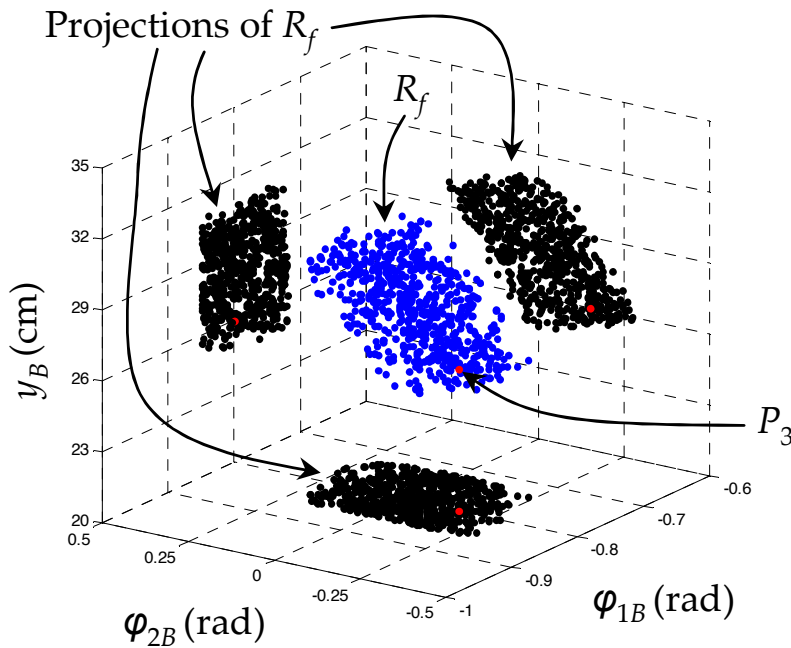 Projections of R_f
R_f
35
32
29
26
23
20
y_B (cm)
P_3
0.5
0.25
0
-0.25
-0.5
φ_2B (rad)
-1
-0.9
-0.8
-0.7
-0.6
φ_1B (rad)